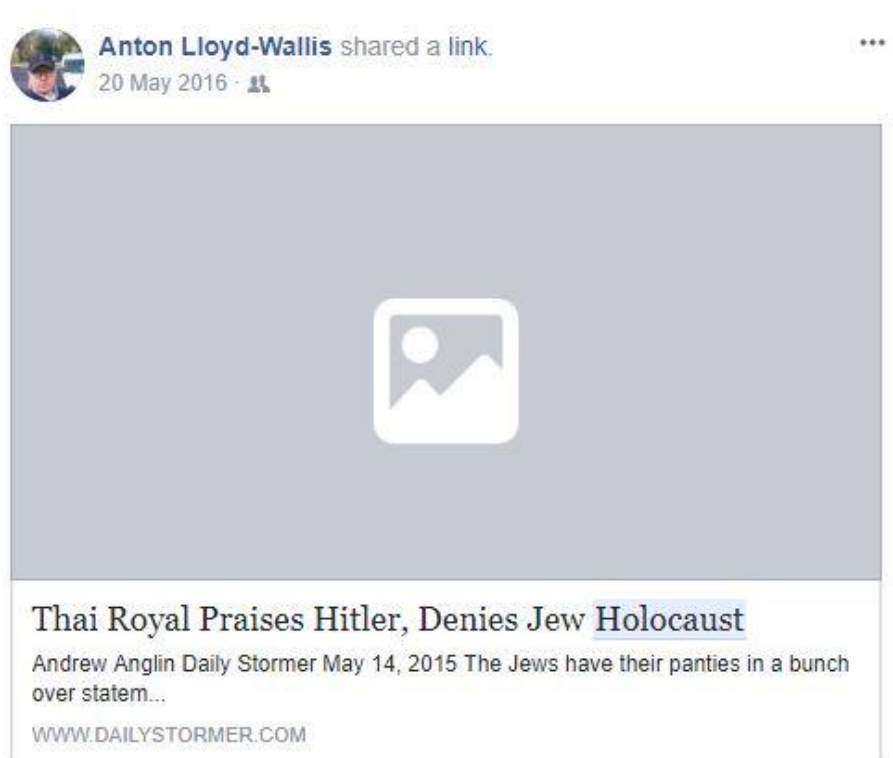 Anton Lloyd-Wallis shared a link.
20 May 2016 ·
Thai Royal Praises Hitler, Denies Jew Holocaust
Andrew Anglin Daily Stormer May 14, 2015 The Jews have their panties in a bunch
over statem...
WWW.DAILYSTORMER.COM